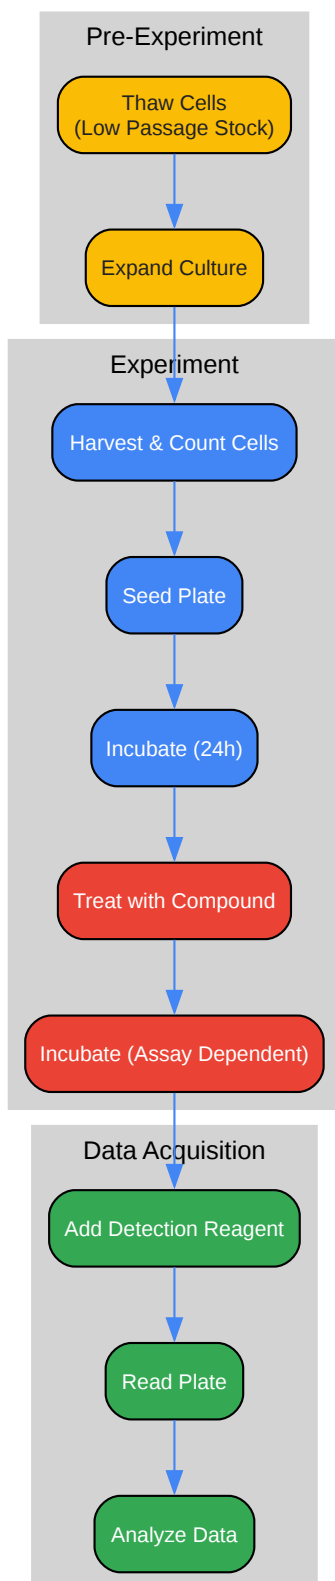 Pre-Experiment
Thaw Cells
(Low Passage Stock)
Expand Culture
Experiment
Harvest & Count Cells
Seed Plate
Incubate (24h)
Treat with Compound
Incubate (Assay Dependent)
Data Acquisition
Add Detection Reagent
Read Plate
Analyze Data